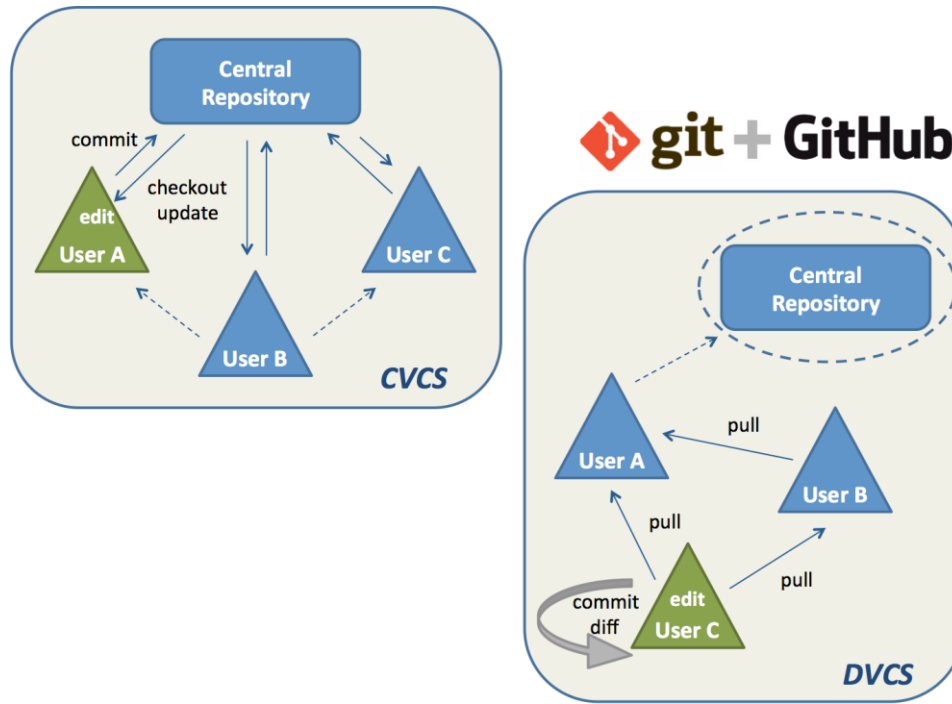 Central
Repository
commit
checkout
update
edit
User A
User C
User B
CVCS
git + GitHub
Central
Repository
pull
User A
User B
pull
pull
commit
diff
edit
User C
DVCS